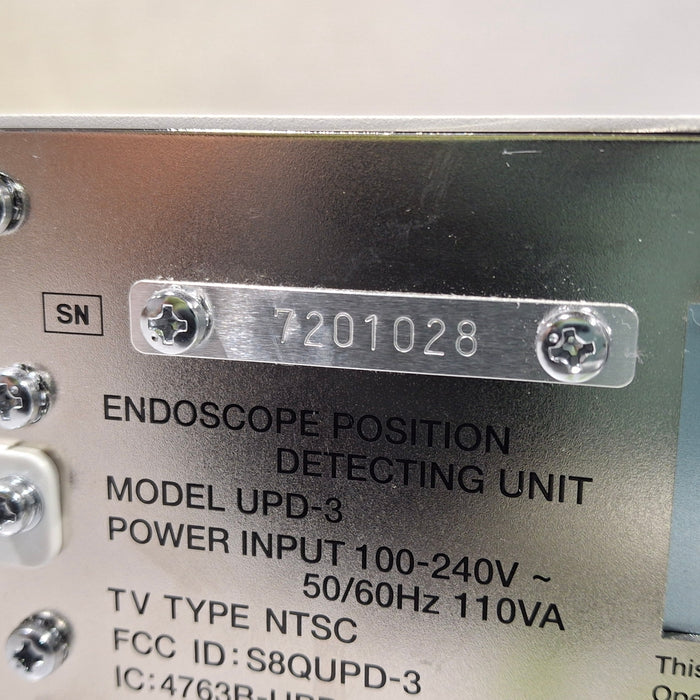 SN
7201028
ENDOSCOPE POSITION
DETECTING UNIT
MODEL UPD-3
POWER INPUT 100-240V ~
50/60Hz 110VA
TV TYPE NTSC
FCC ID:S8QUPD-3
This